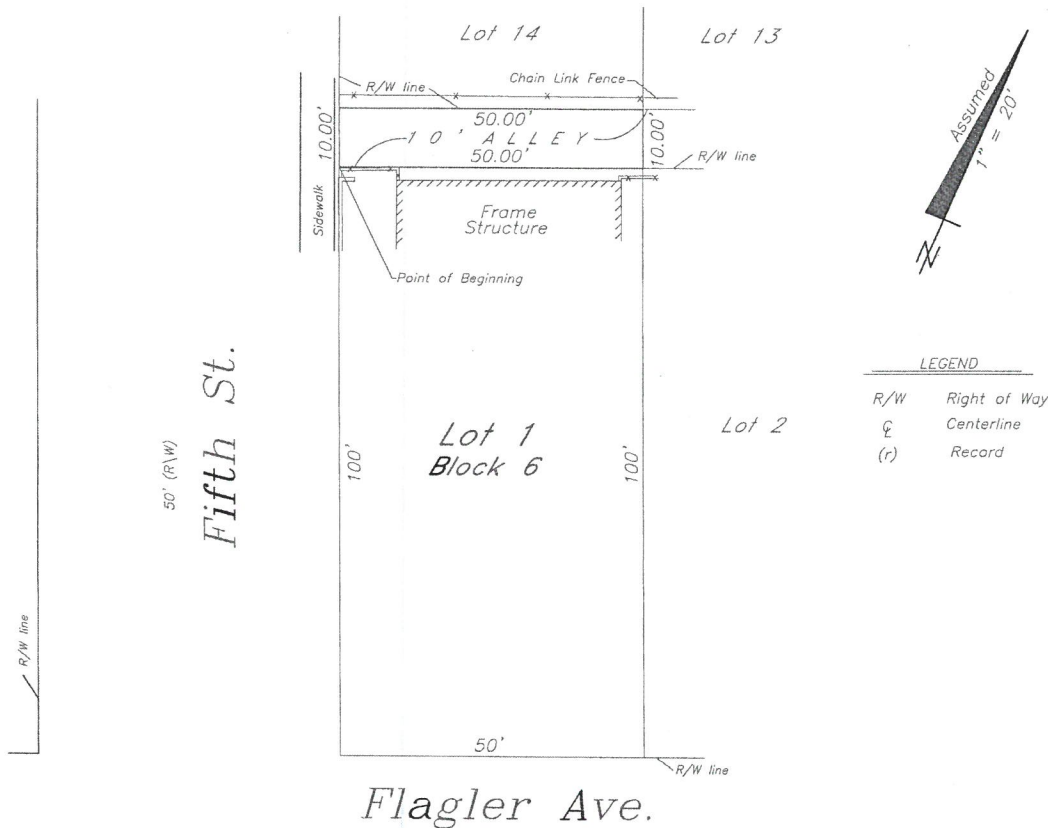 Lot 14
Lot 13
R/W line
Chain Link Fence
50.00'
10.00'
10' ALLEY
10.00'
50.00'
R/W line
Sidewalk
Frame
Structure
Point of Beginning
Assumed
1" = 20'
N
LEGEND
R/W Right of Way
℄ Centerline
(r) Record
50' (R\W)
Fifth St.
100'
Lot 1
Block 6
100'
Lot 2
R/W line
50'
R/W line
Flagler Ave.